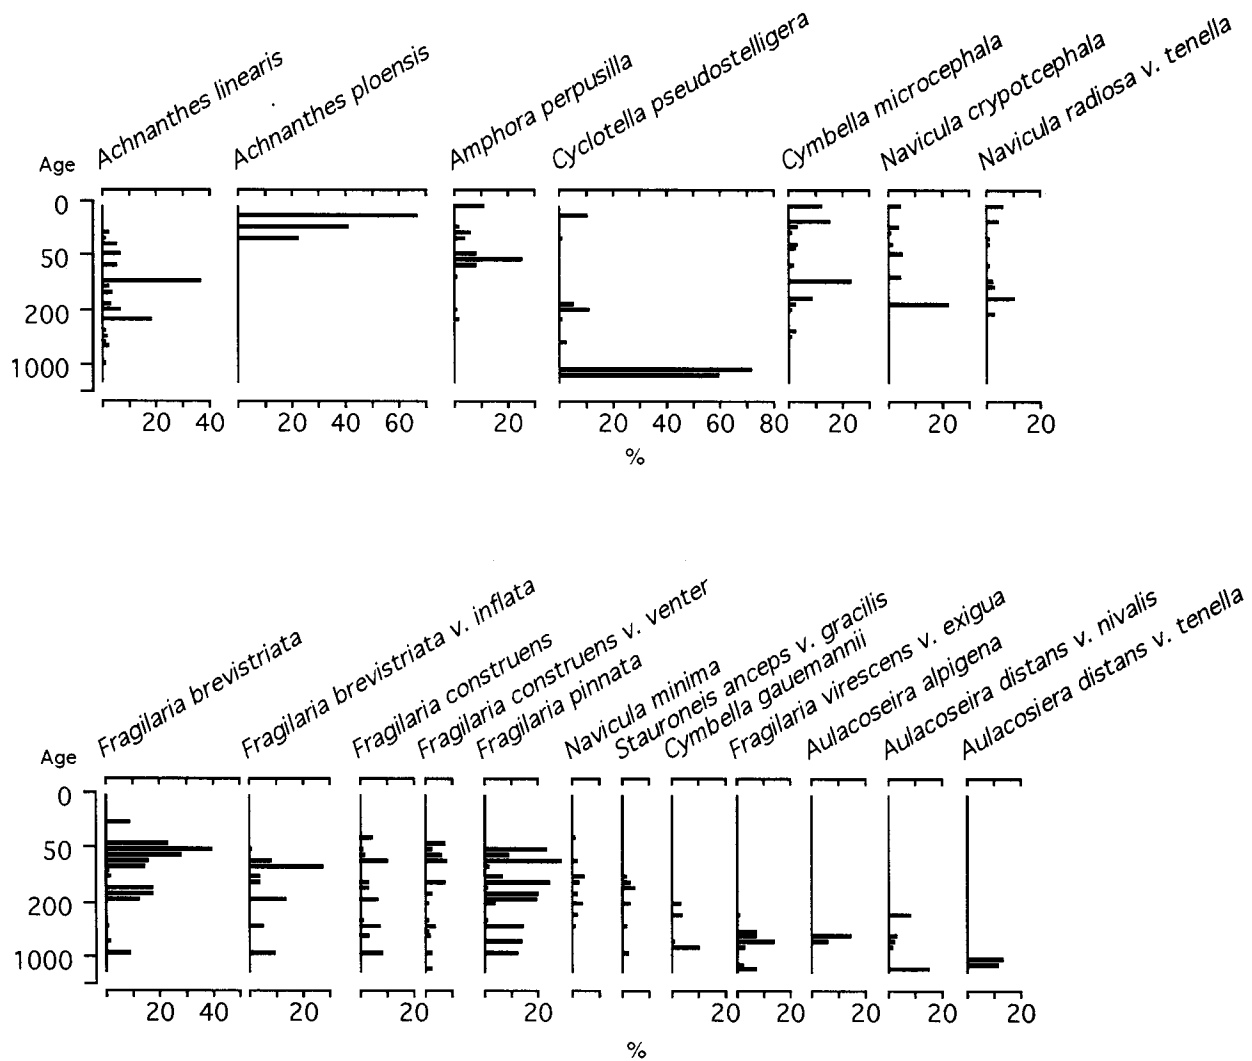 Achnanthes linearis
Achnanthes ploensis
Amphora perpusilla
Cyclotella pseudostelligera
Cymbella microcephala
Navicula crypotcephala
Navicula radiosa v. tenella
Age
0
50
200
1000
20 40 20 40 60 20 20 40 60 80 20 20 20
%
Fragilaria brevistriata
Fragilaria brevistriata v. inflata
Fragilaria construens
Fragilaria construens v. venter
Fragilaria pinnata
Navicula minima
Stauroneis anceps v. gracilis
Cymbella gauemannii
Fragilaria virescens v. exigua
Aulacoseira alpigena
Aulacoseira distans v. nivalis
Aulacosiera distans v. tenella
Age
0
50
200
1000
20 40 20 20 20 20 20 20 20 20
%